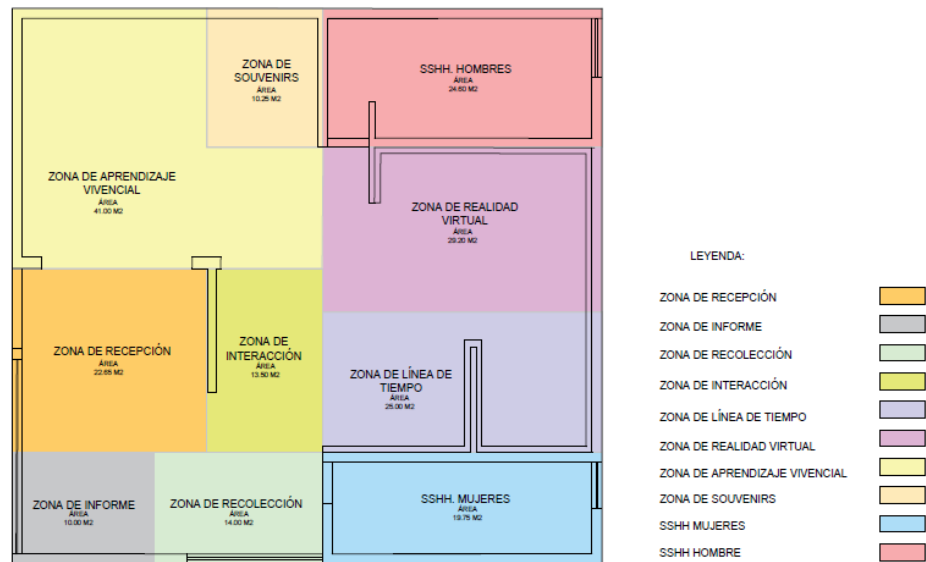 ZONA DE
SOUVENIRS
ÁREA
10.25 M2
SSHH. HOMBRES
ÁREA
24.60 M2
ZONA DE APRENDIZAJE
VIVENCIAL
ÁREA
41.00 M2
ZONA DE REALIDAD
VIRTUAL
ÁREA
29.20 M2
ZONA DE RECEPCIÓN
ÁREA
22.65 M2
ZONA DE
INTERACCIÓN
ÁREA
13.50 M2
ZONA DE LÍNEA DE
TIEMPO
ÁREA
25.00 M2
ZONA DE INFORME
ÁREA
10.00 M2
ZONA DE RECOLECCIÓN
ÁREA
14.00 M2
SSHH. MUJERES
ÁREA
19.75 M2
LEYENDA:
ZONA DE RECEPCIÓN
ZONA DE INFORME
ZONA DE RECOLECCIÓN
ZONA DE INTERACCIÓN
ZONA DE LÍNEA DE TIEMPO
ZONA DE REALIDAD VIRTUAL
ZONA DE APRENDIZAJE VIVENCIAL
ZONA DE SOUVENIRS
SSHH MUJERES
SSHH HOMBRE